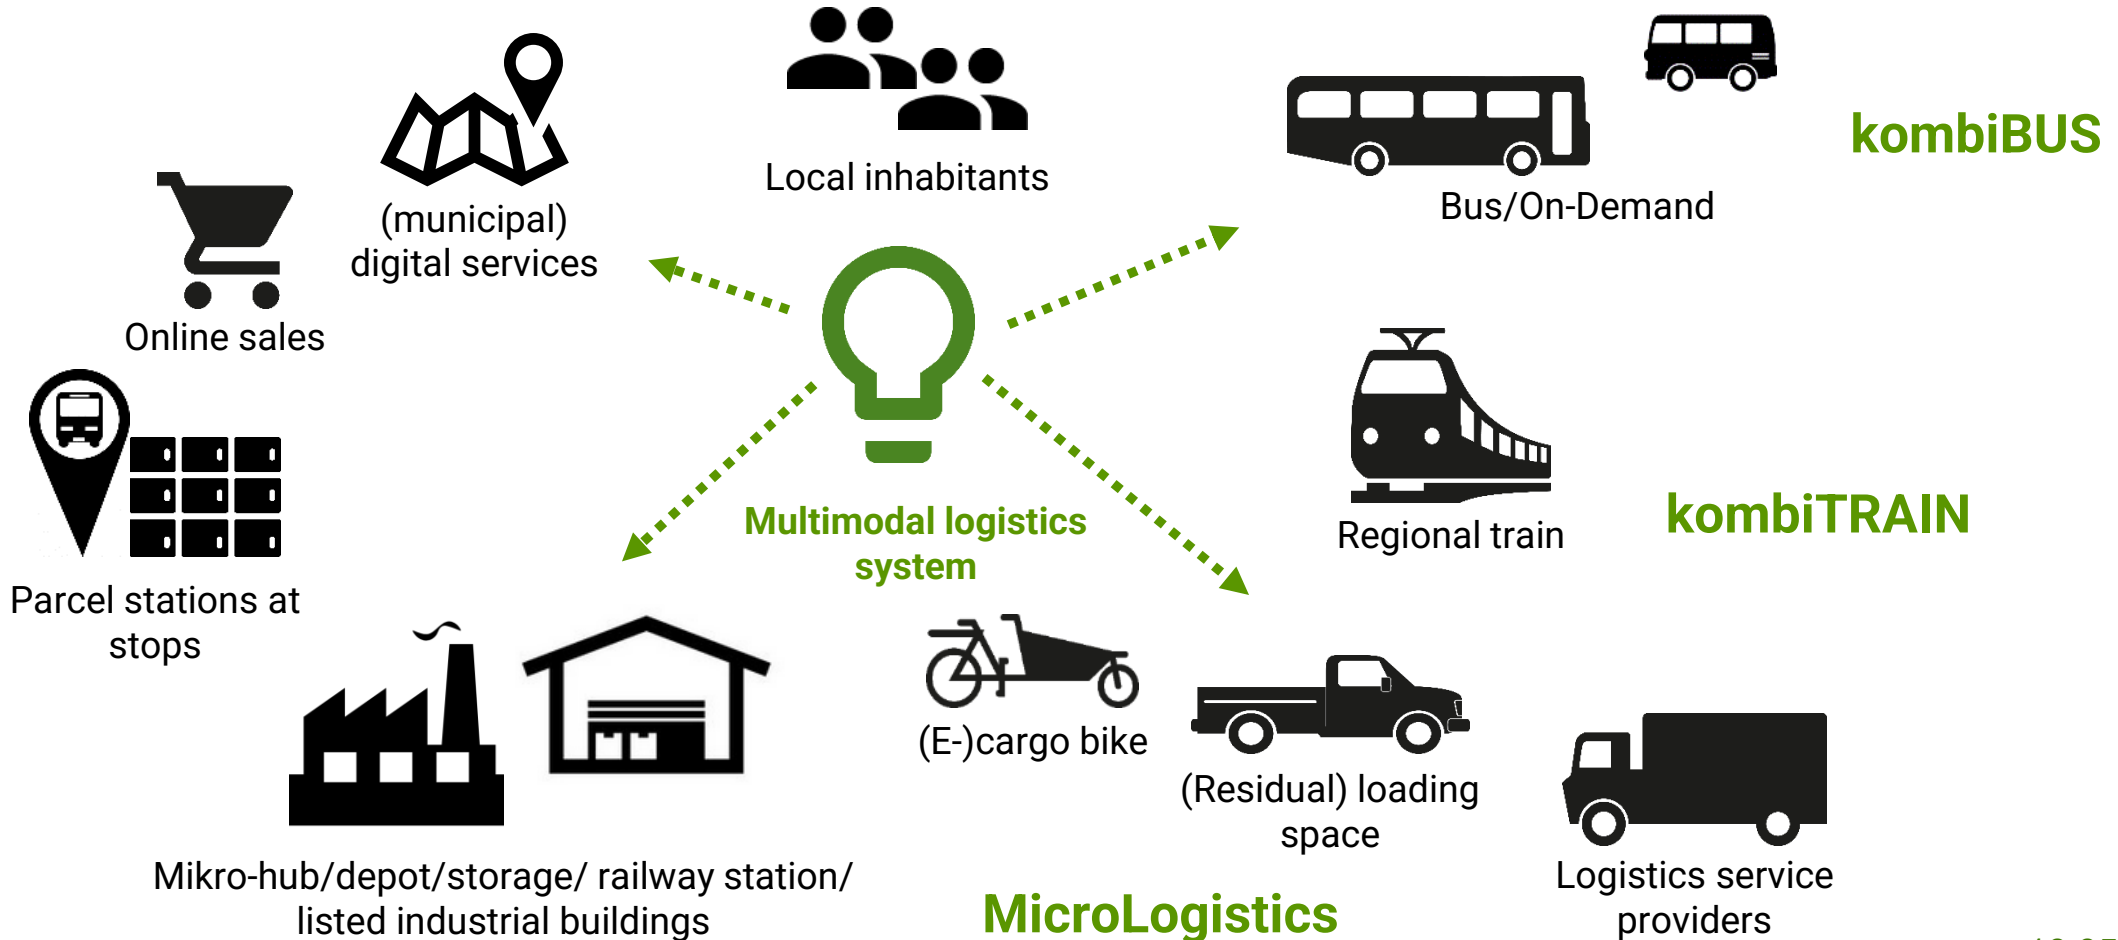 Local inhabitants
kombiBUS
Bus/On-Demand
(municipal)
digital services
Online sales
Multimodal logistics
system
Regional train
kombiTRAIN
Parcel stations at
stops
(E-)cargo bike
(Residual) loading
space
Mikro-hub/depot/storage/ railway station/
listed industrial buildings
MicroLogistics
Logistics service
providers